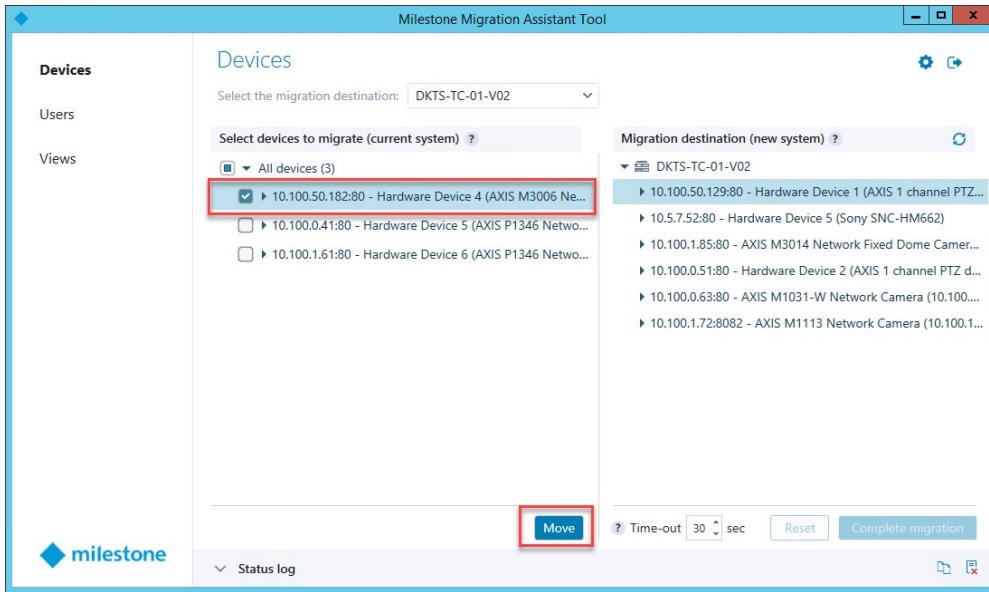 Milestone Migration Assistant Tool
Devices
Users
Views
milestone
Devices
Select the migration destination: DKTS-TC-01-V02
Select devices to migrate (current system) ?
All devices (3)
10.100.50.182:80 - Hardware Device 4 (AXIS M3006 Ne...
10.100.0.41:80 - Hardware Device 5 (AXIS P1346 Netwo...
10.100.1.61:80 - Hardware Device 6 (AXIS P1346 Netwo...
Move
Migration destination (new system) ?
DKTS-TC-01-V02
10.100.50.129:80 - Hardware Device 1 (AXIS 1 channel PTZ...
10.5.7.52:80 - Hardware Device 5 (Sony SNC-HM662)
10.100.1.85:80 - AXIS M3014 Network Fixed Dome Camer...
10.100.0.51:80 - Hardware Device 2 (AXIS 1 channel PTZ d...
10.100.0.63:80 - AXIS M1031-W Network Camera (10.100....
10.100.1.72:8082 - AXIS M1113 Network Camera (10.100.1...
? Time-out 30 sec Reset Complete migration
Status log